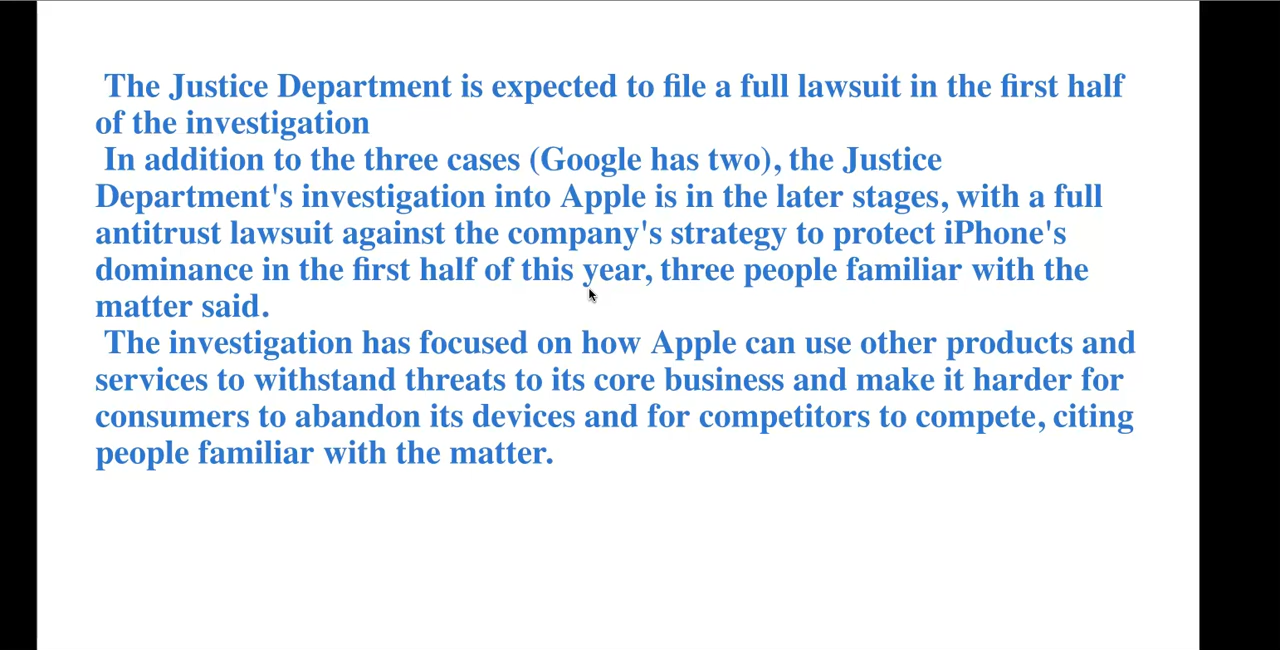 The Justice Department is expected to file a full lawsuit in the first half
of the investigation
In addition to the three cases (Google has two), the Justice
Department's investigation into Apple is in the later stages, with a full
antitrust lawsuit against the company's strategy to protect iPhone's
dominance in the first half of this year, three people familiar with the
matter said.
The investigation has focused on how Apple can use other products and
services to withstand threats to its core business and make it harder for
consumers to abandon its devices and for competitors to compete, citing
people familiar with the matter.